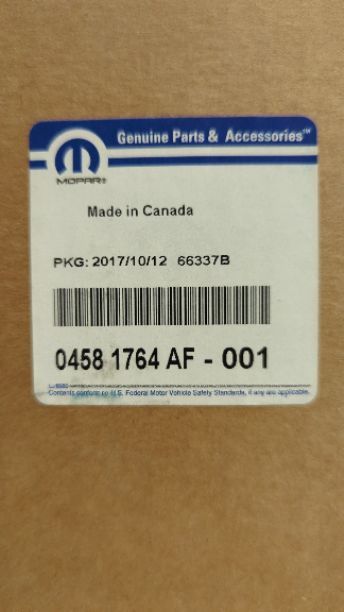 Genuine Parts & Accessories™
MOPAR®
Made in Canada
PKG: 2017/10/12 66337B
0458 1764 AF - 001
Contents conform to U.S. Federal Motor Vehicle Safety Standards, if any are applicable.